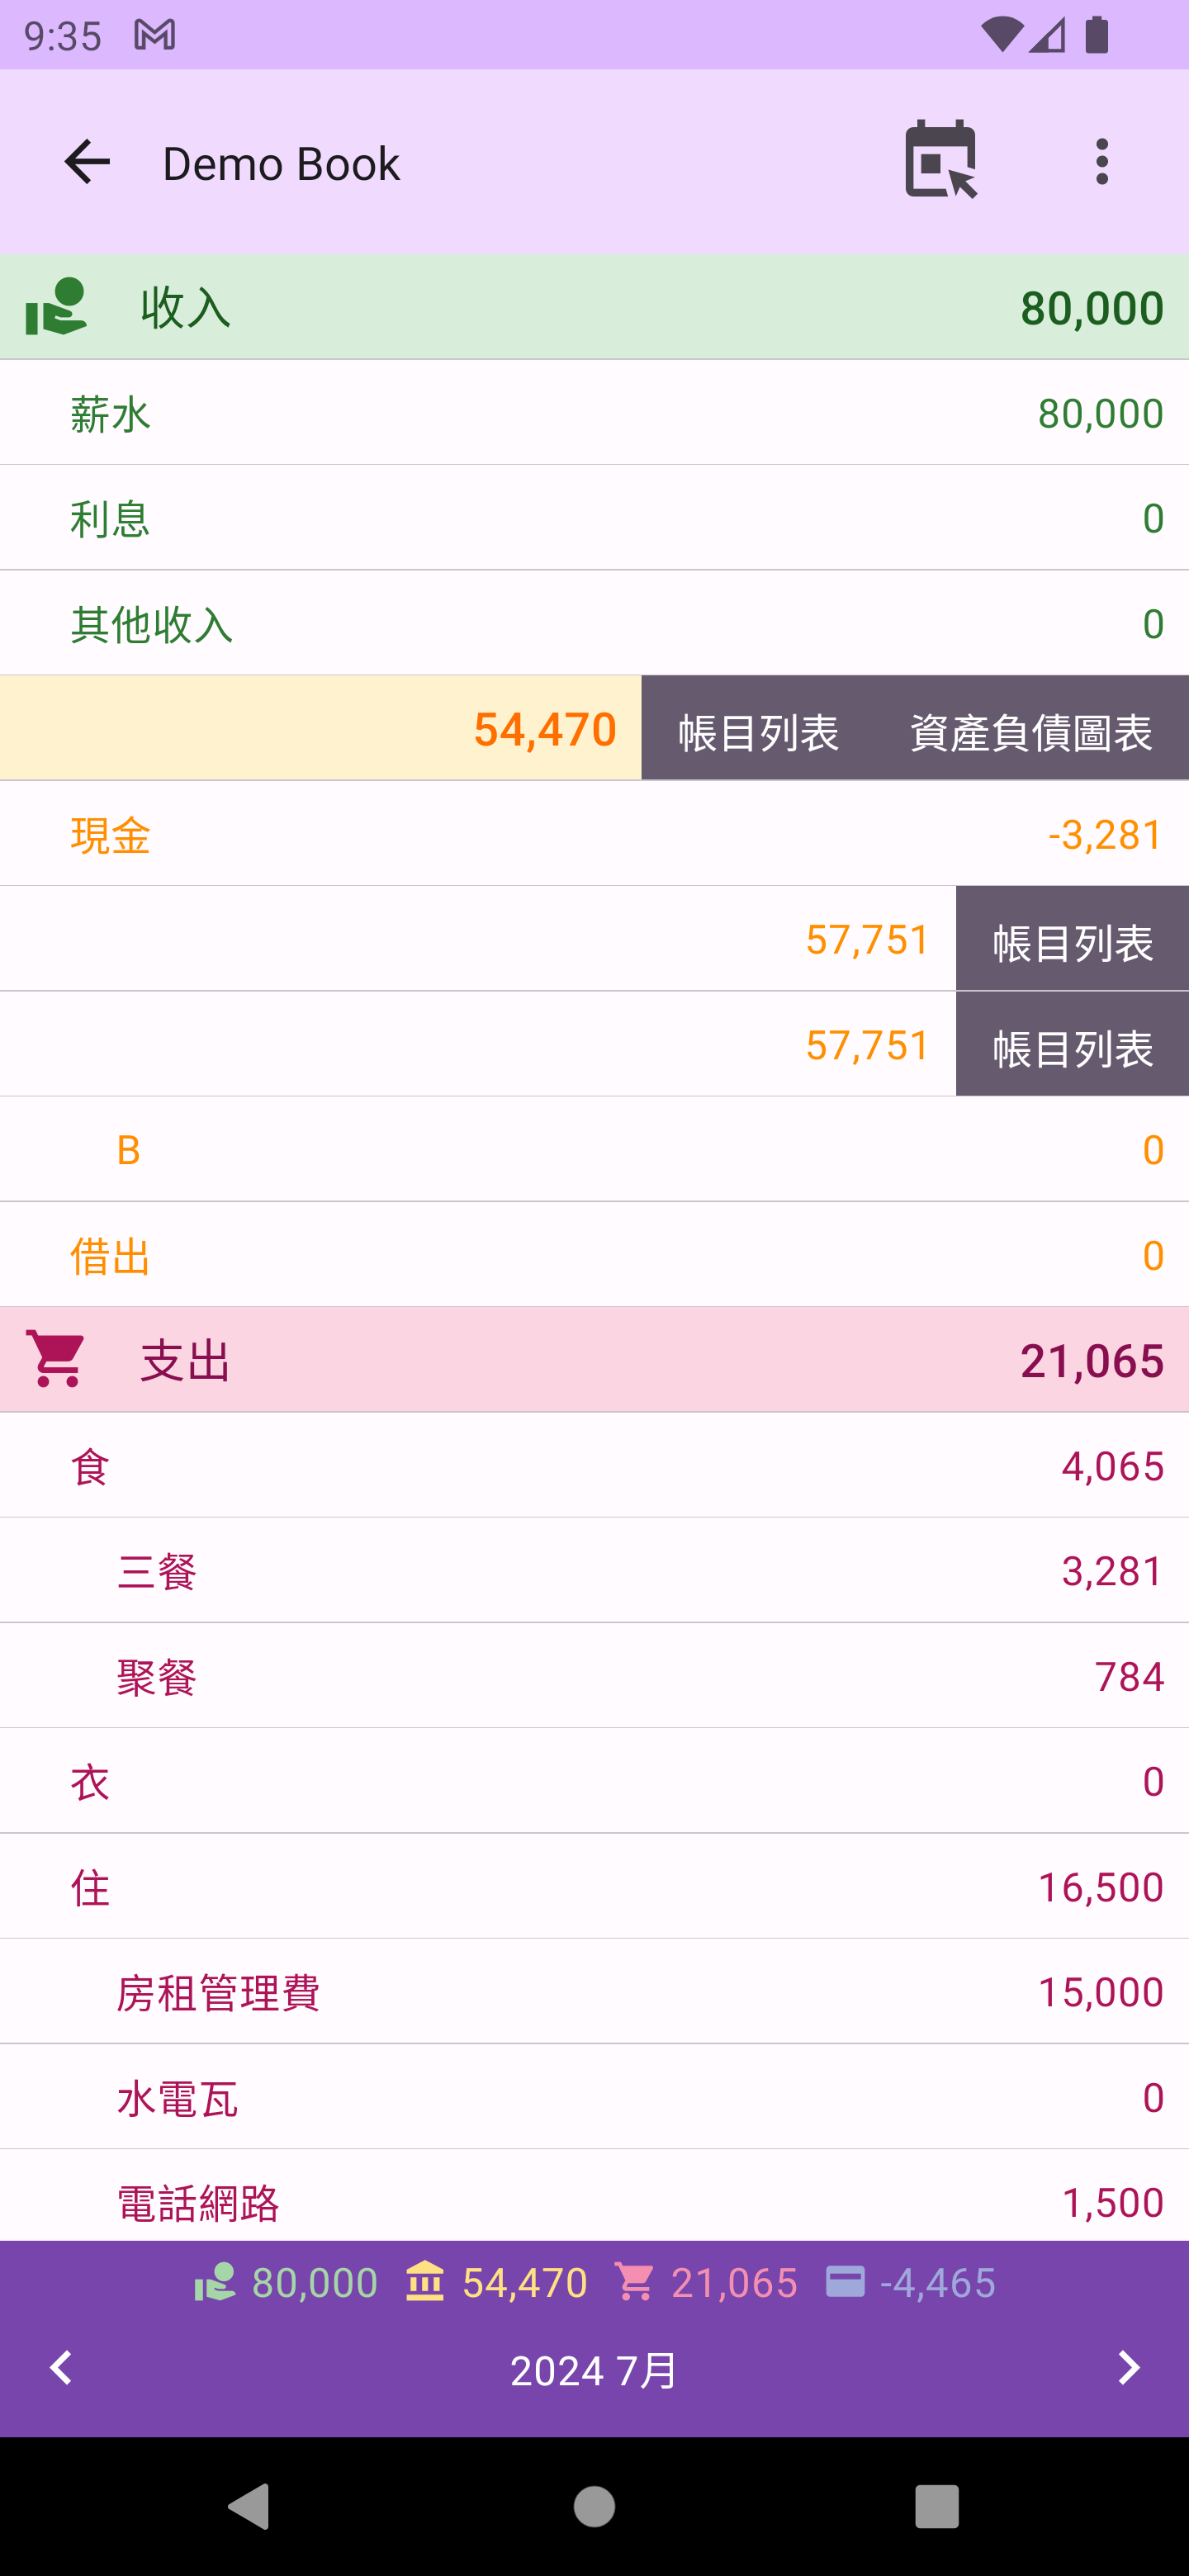 9:35
Demo Book
收入 80,000
薪水 80,000
利息 0
其他收入 0
54,470 帳目列表 資產負債圖表
現金 -3,281
57,751 帳目列表
57,751 帳目列表
B 0
借出 0
支出 21,065
食 4,065
三餐 3,281
聚餐 784
衣 0
住 16,500
房租管理費 15,000
水電瓦 0
電話網路 1,500
80,000 54,470 21,065 -4,465
2024 7月